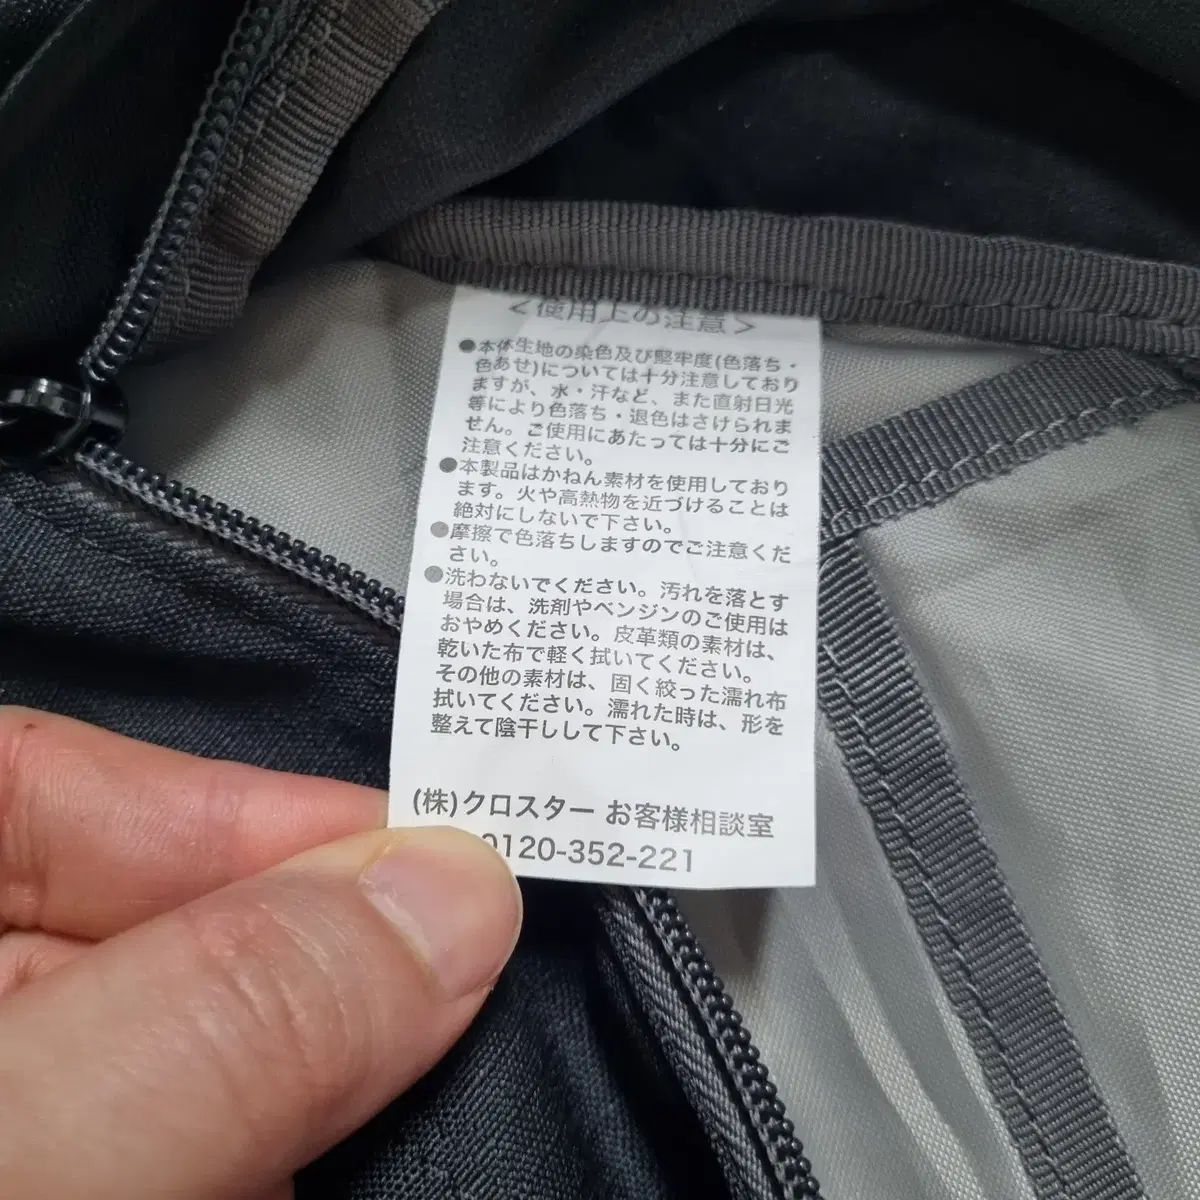 ＜使用上の注意＞
●本体生地の染色及び堅牢度(色落ち・
色あせ)については十分注意しており
ますが、水・汗など、また直射日光
等により色落ち・退色はさけられま
せん。ご使用にあたっては十分にご
注意ください。
●本製品はかねん素材を使用しており
ます。火や高熱物を近づけることは
絶対にしないで下さい。
●摩擦で色落ちしますのでご注意くだ
さい。
●洗わないでください。汚れを落とす
場合は、洗剤やベンジンのご使用は
おやめください。皮革類の素材は、
乾いた布で軽く拭いてください。
その他の素材は、固く絞った濡れ布
拭いてください。濡れた時は、形を
整えて陰干しして下さい。
(株)クロスター お客様相談室
0120-352-221